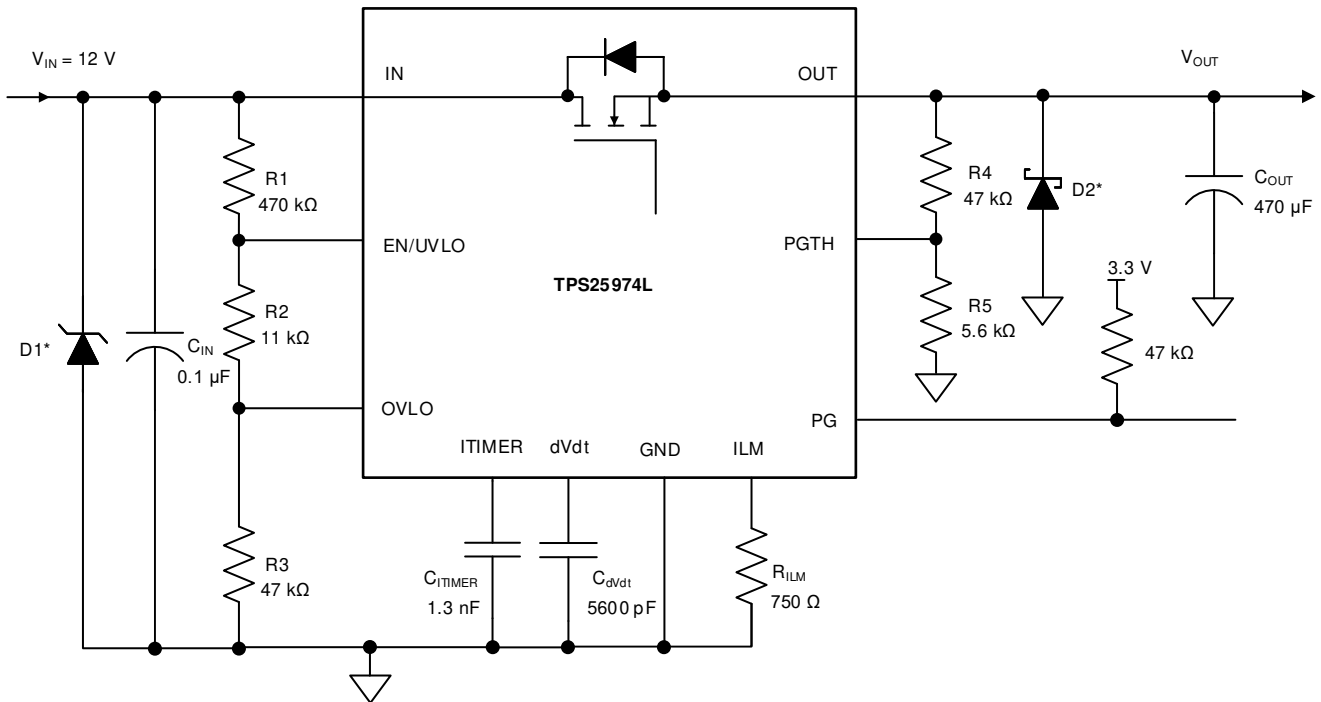 V_IN = 12 V
IN
OUT
V_OUT
R1
470 kΩ
R4
47 kΩ
D2*
C_OUT
470 µF
EN/UVLO
PGTH
3.3 V
TPS25974L
R2
11 kΩ
R5
5.6 kΩ
D1*
C_IN
0.1 µF
47 kΩ
OVLO
PG
ITIMER
dVdt
GND
ILM
R3
47 kΩ
C_ITIMER
1.3 nF
C_dVdt
5600 pF
R_ILM
750 Ω